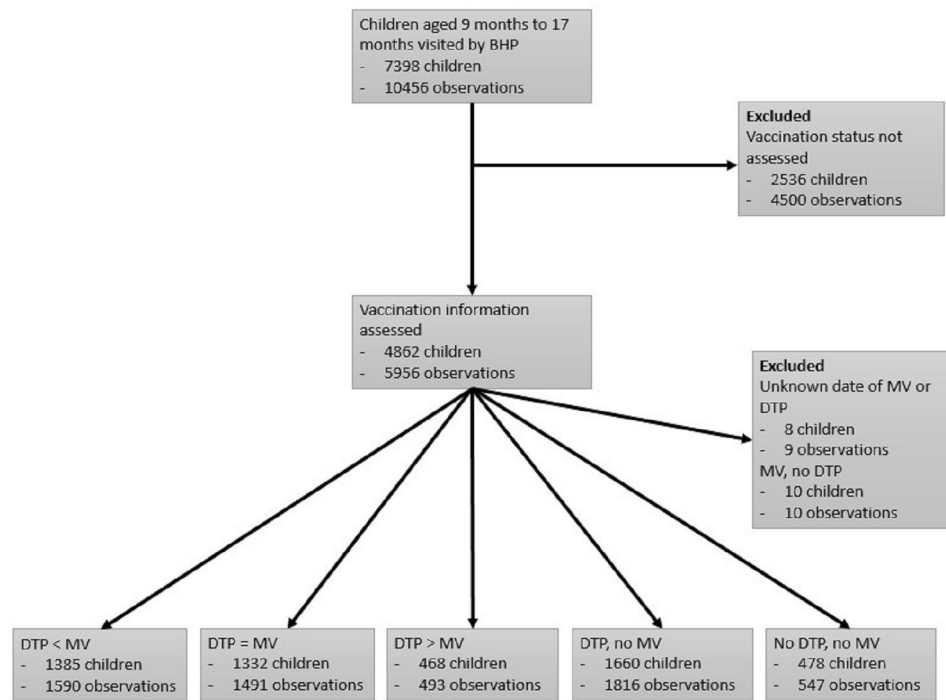 Children aged 9 months to 17
months visited by BHP
- 7398 children
- 10456 observations
Excluded
Vaccination status not
assessed
- 2536 children
- 4500 observations
Vaccination information
assessed
- 4862 children
- 5956 observations
Excluded
Unknown date of MV or
DTP
- 8 children
- 9 observations
MV, no DTP
- 10 children
- 10 observations
DTP < MV
- 1385 children
- 1590 observations
DTP = MV
- 1332 children
- 1491 observations
DTP > MV
- 468 children
- 493 observations
DTP, no MV
- 1660 children
- 1816 observations
No DTP, no MV
- 478 children
- 547 observations